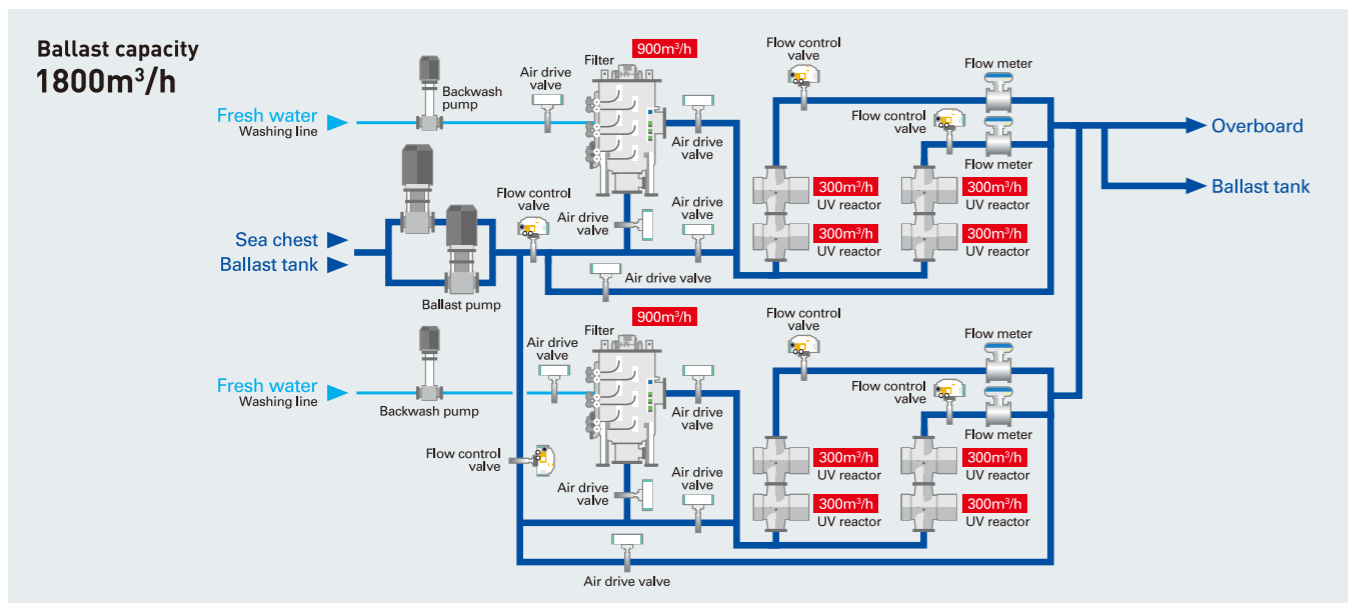 Ballast capacity
1800m³/h
Fresh water
Washing line
Backwash
pump
Air drive
valve
Filter
900m³/h
Air drive
valve
Flow control
valve
Flow meter
Flow control
valve
Flow meter
Overboard
Ballast tank
300m³/h
UV reactor
300m³/h
UV reactor
300m³/h
UV reactor
300m³/h
UV reactor
Sea chest
Ballast tank
Ballast pump
Flow control
valve
Air drive
valve
Air drive
valve
Air drive valve
Fresh water
Washing line
Backwash pump
Air drive
valve
Filter
900m³/h
Air drive
valve
Flow control
valve
Flow meter
Flow control
valve
Flow meter
Flow control
valve
Air drive
valve
Air drive
valve
300m³/h
UV reactor
300m³/h
UV reactor
300m³/h
UV reactor
300m³/h
UV reactor
Air drive valve